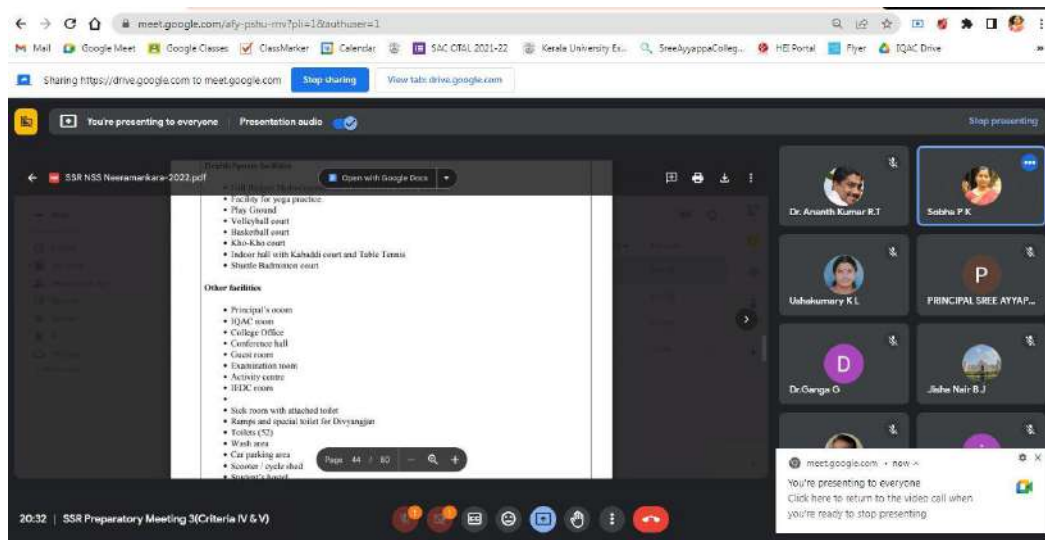 meet.google.com/afy-pshu-rnv?pli=1&authuser=1
Mail Google Meet Google Classes ClassMarker Calendar SAC OTAL 2021-22 Kerala University Ex... SreeAyyappaColleg... HEI Portal Flyer IQAC Drive
Sharing https://drive.google.com to meet.google.com Stop sharing View tab: drive.google.com
You're presenting to everyone Presentation audio Stop presenting
SSR NSS Neeramankara-2022.pdf Open with Google Docs
• Facility for yoga practice
• Play Ground
• Volleyball court
• Basketball court
• Kho-Kho court
• Indoor hall with Kabaddi court and Table Tennis
• Shuttle Badminton court
Other facilities
• Principal's room
• IQAC room
• College Office
• Conference hall
• Guest room
• Examination room
• Activity centre
• IEDC room
•
• Sick room with attached toilet
• Ramps and special toilet for Divyangjan
• Toilets (52)
• Wash area
• Car parking area
• Scooter / cycle shed
• Student's hostel
Page 44 / 80
Dr. Ananth Kumar R.T
Sobha P K
Ushakumary K L
P
PRINCIPAL SREE AYYAP...
D
Dr.Ganga G
Jisha Nair B J
meet.google.com • now
You're presenting to everyone
Click here to return to the video call when
you're ready to stop presenting
20:32 | SSR Preparatory Meeting 3(Criteria IV & V)